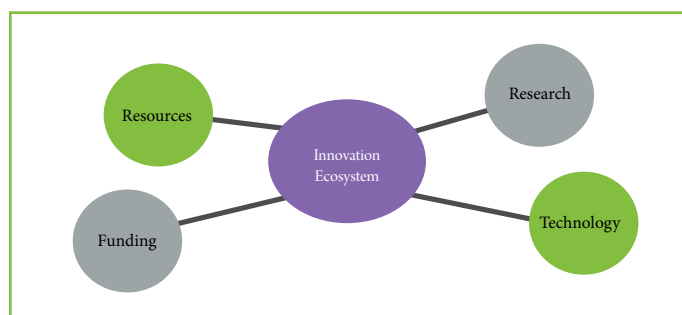 Research
Resources
Innovation
Ecosystem
Technology
Funding